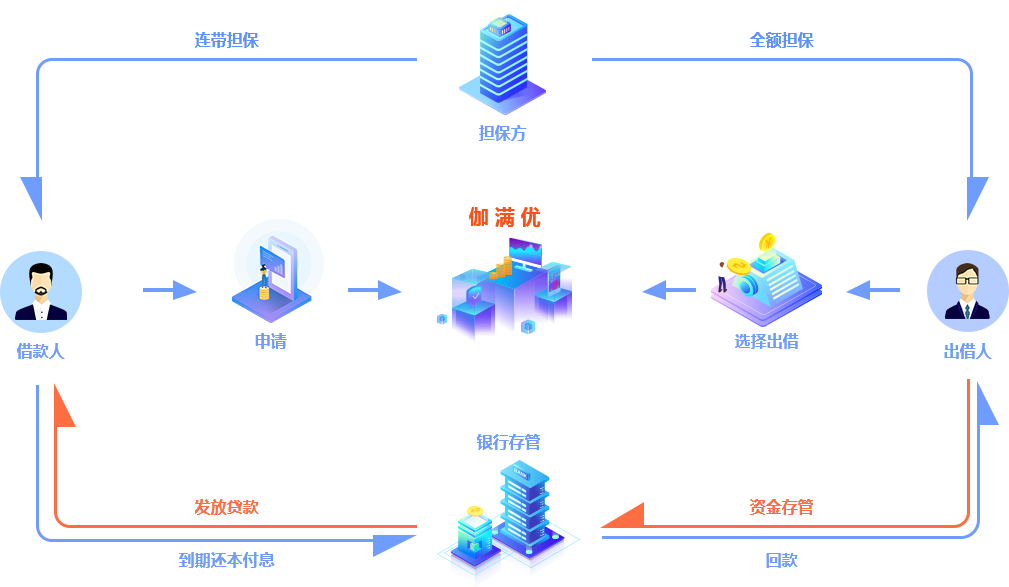 连带担保
全额担保
担保方
伽满优
借款人
申请
选择出借
出借人
银行存管
发放贷款
资金存管
到期还本付息
回款